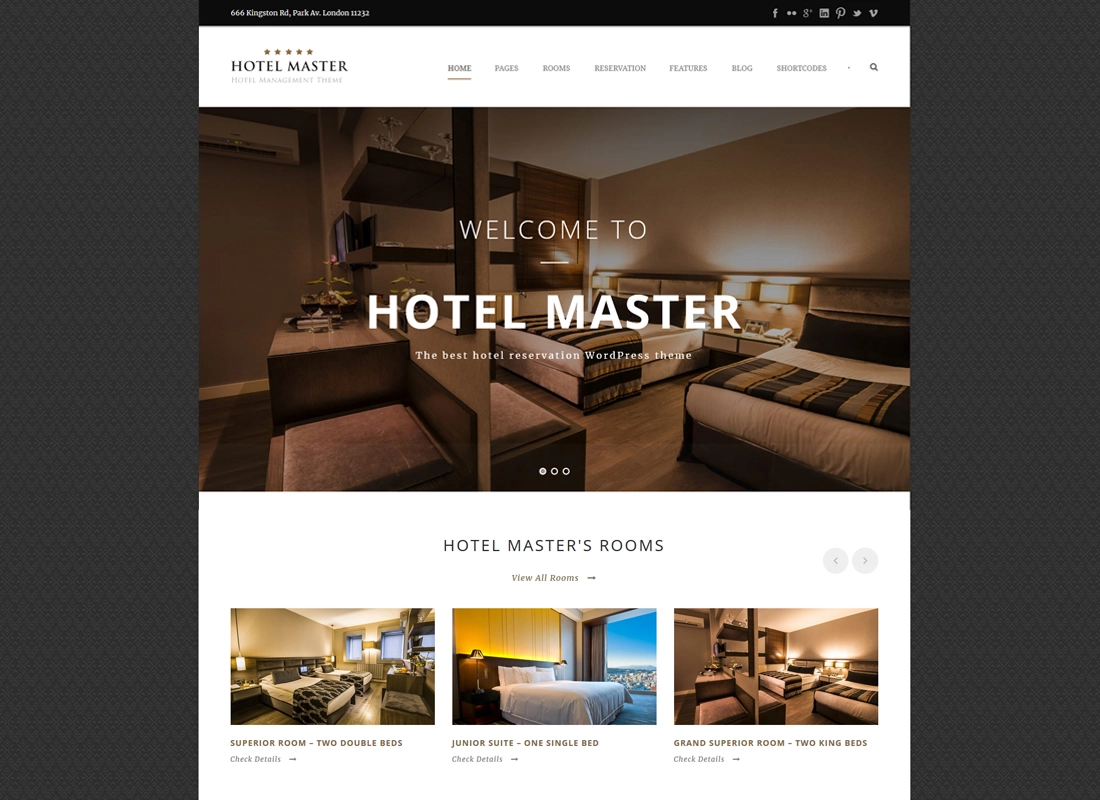 666 Kingston Rd, Park Av. London 11232
HOTEL MASTER
HOTEL MANAGEMENT THEME
HOME PAGES ROOMS RESERVATION FEATURES BLOG SHORTCODES
WELCOME TO
HOTEL MASTER
The best hotel reservation WordPress theme
HOTEL MASTER'S ROOMS
View All Rooms
SUPERIOR ROOM – TWO DOUBLE BEDS
Check Details
JUNIOR SUITE – ONE SINGLE BED
Check Details
GRAND SUPERIOR ROOM – TWO KING BEDS
Check Details